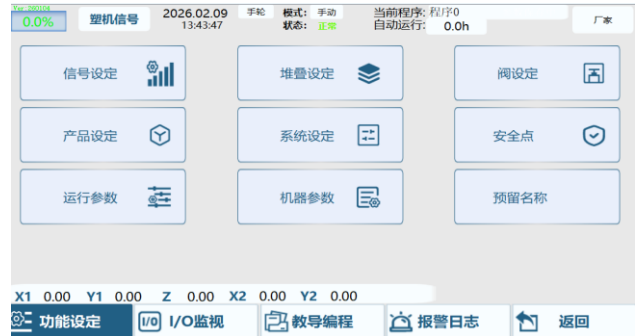 Ver 260104
0.0%
塑机信号
2026.02.09
13:43:47
手轮
模式: 手动
状态: 正常
当前程序: 程序0
自动运行: 0.0h
厂家
信号设定
堆叠设定
阀设定
产品设定
系统设定
安全点
运行参数
机器参数
预留名称
X1 0.00 Y1 0.00 Z 0.00 X2 0.00 Y2 0.00
功能设定
I/O I/O监视
教导编程
报警日志
返回